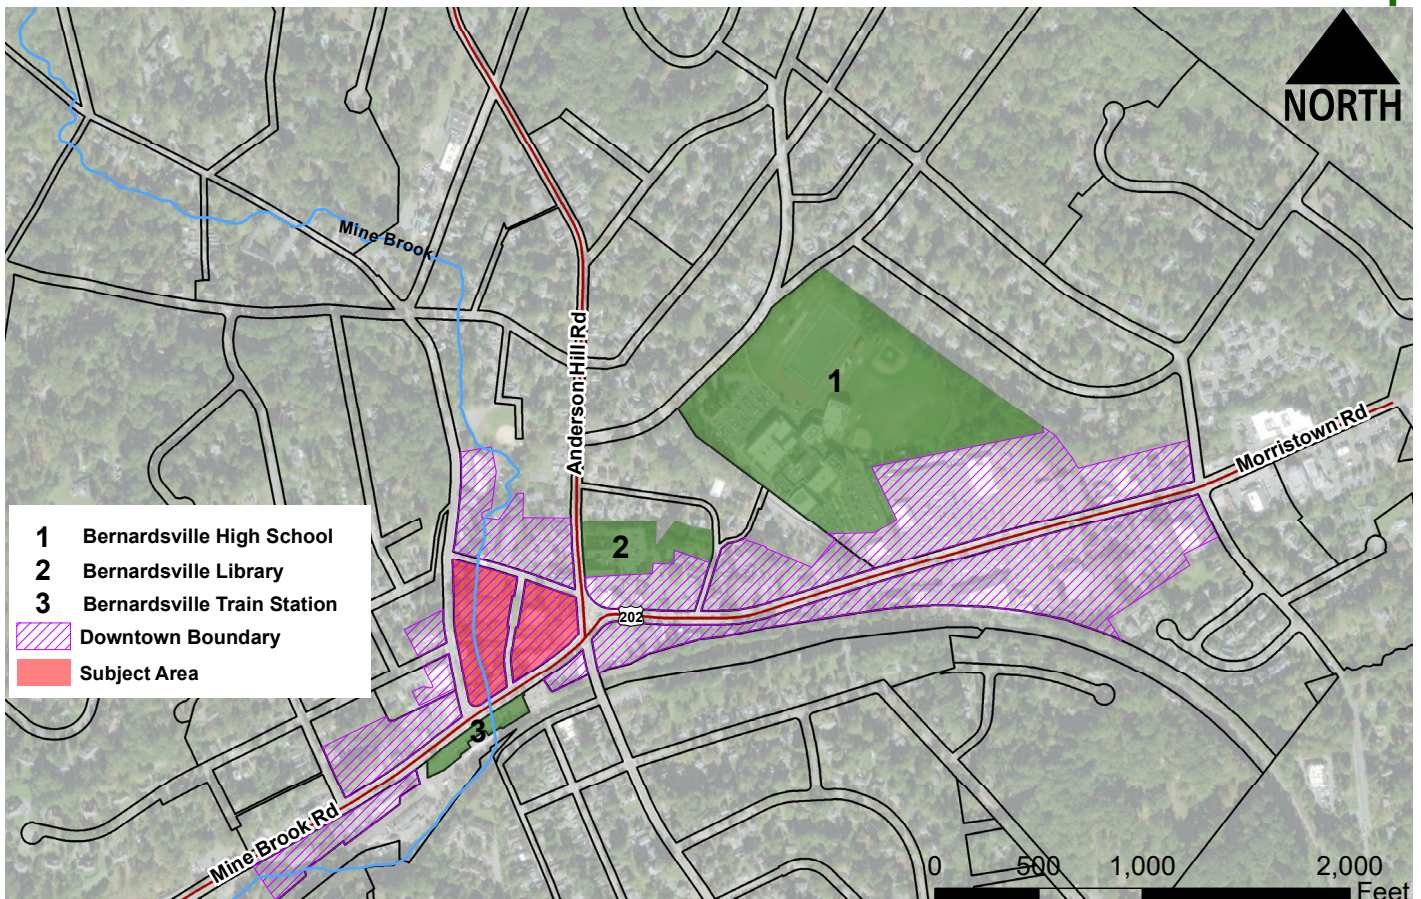 NORTH
Mine Brook
Anderson Hill Rd
1
Morristown Rd
2
202
1 Bernardsville High School
2 Bernardsville Library
3 Bernardsville Train Station
Downtown Boundary
Subject Area
3
Mine Brook Rd
0 500 1,000 2,000
Feet